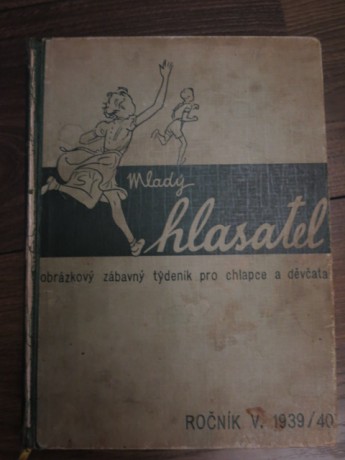 Mladý
hlasatel
obrázkový zábavný týdeník pro chlapce a děvčata
ROČNÍK V. 1939/40